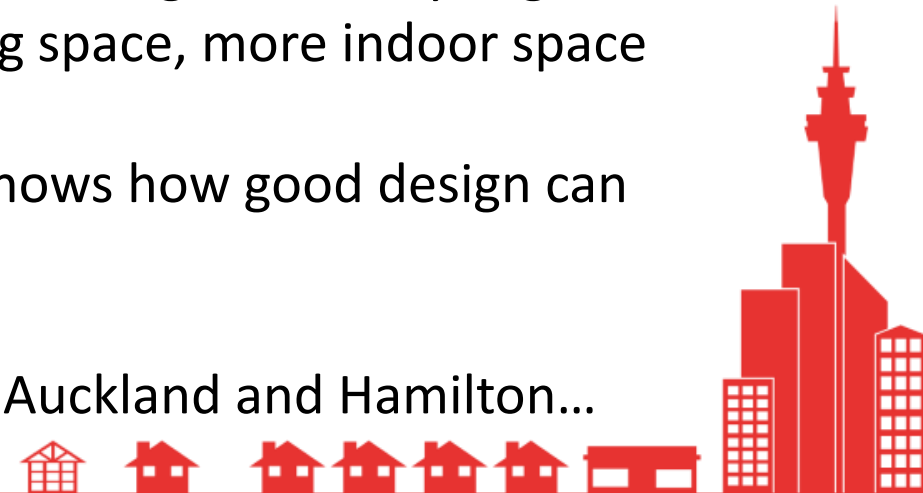 g space, more indoor space
hows how good design can
Auckland and Hamilton…